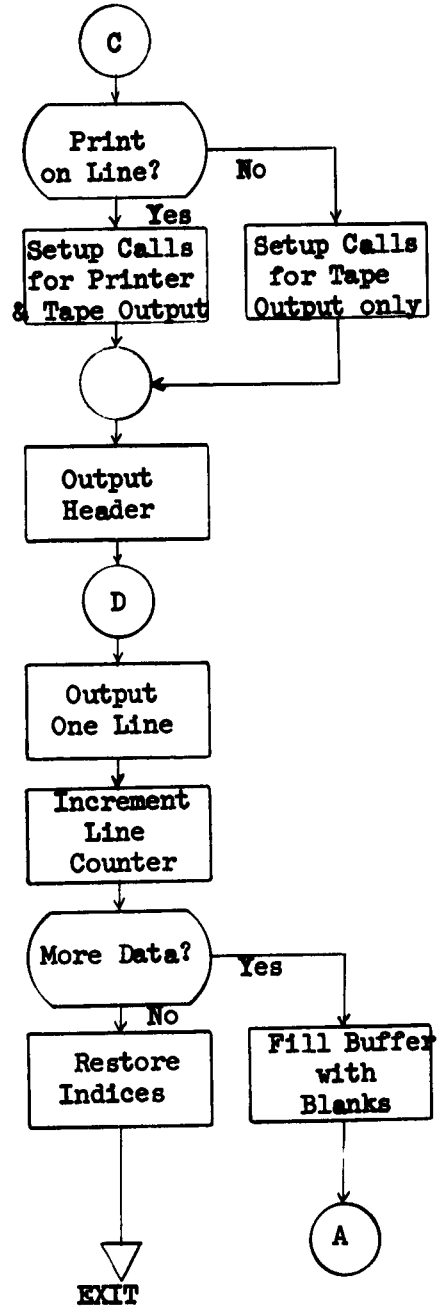 C
Print
on Line?
No
Yes
Setup Calls
for Printer
& Tape Output
Setup Calls
for Tape
Output only
Output
Header
D
Output
One Line
Increment
Line
Counter
More Data?
Yes
No
Restore
Indices
Fill Buffer
with
Blanks
A
EXIT